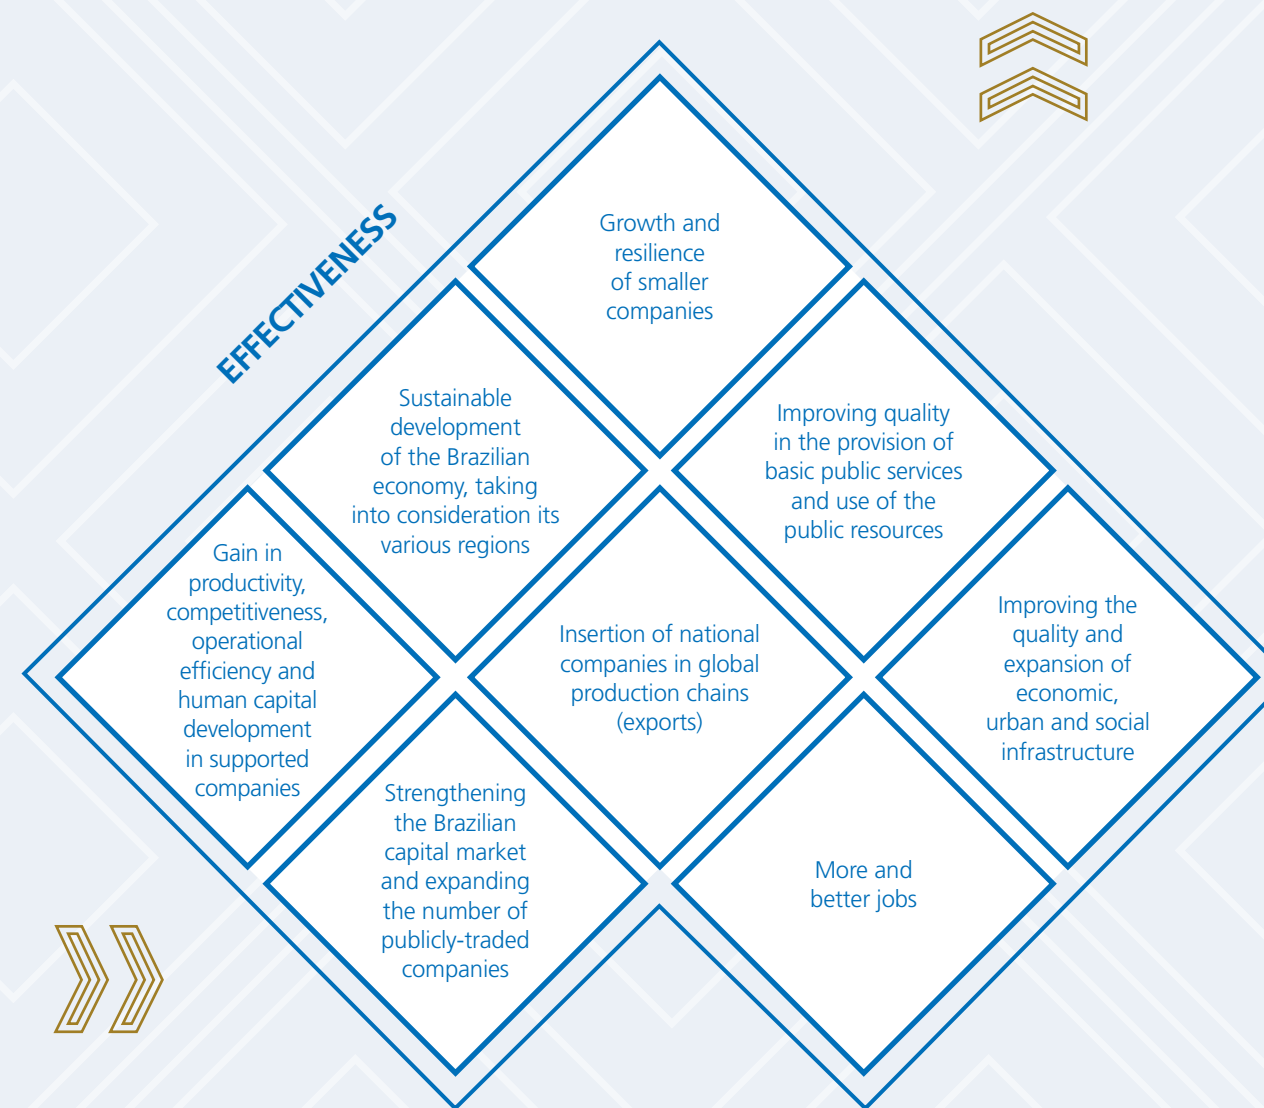 EFFECTIVENESS
Growth and
resilience
of smaller
companies
Sustainable
development
of the Brazilian
economy, taking
into consideration its
various regions
Improving quality
in the provision of
basic public services
and use of the
public resources
Gain in
productivity,
competitiveness,
operational
efficiency and
human capital
development
in supported
companies
Insertion of national
companies in global
production chains
(exports)
Improving the
quality and
expansion of
economic,
urban and social
infrastructure
Strengthening
the Brazilian
capital market
and expanding
the number of
publicly-traded
companies
More and
better jobs